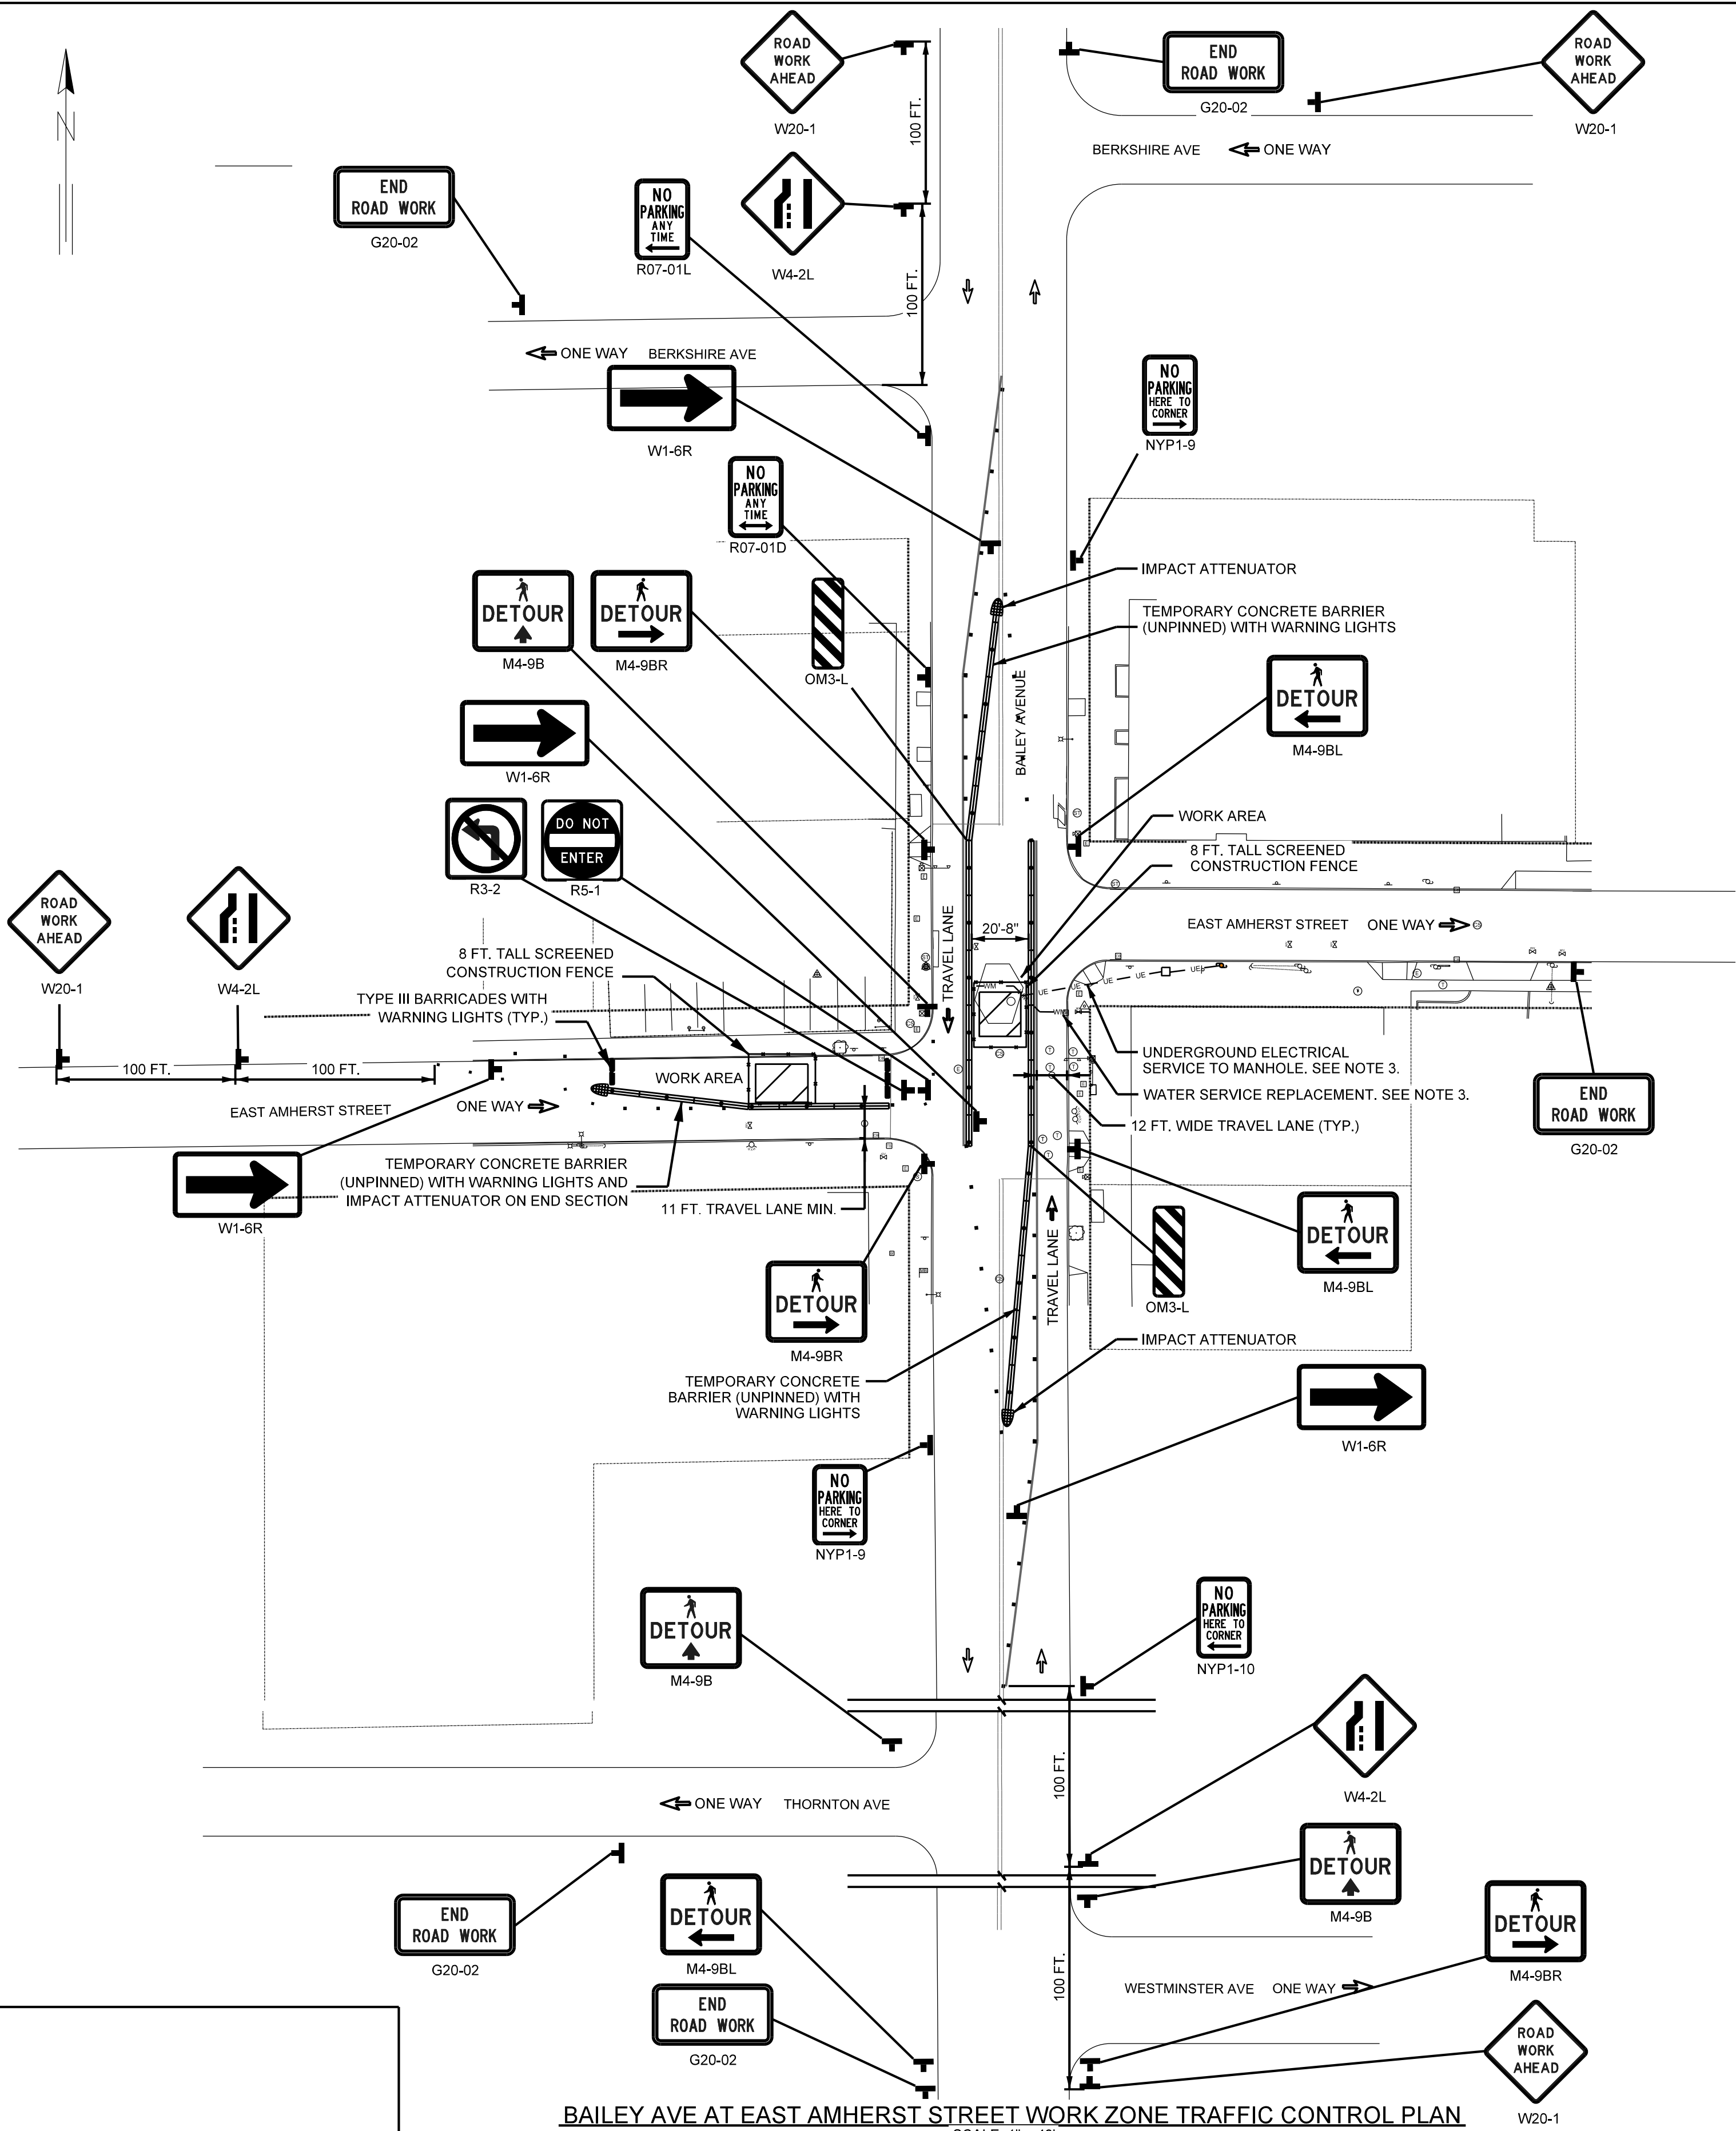 ROAD
WORK
AHEAD
W20-1
100 FT.
END
ROAD WORK
G20-02
ROAD
WORK
AHEAD
W20-1
BERKSHIRE AVE
ONE WAY
N
END
ROAD WORK
G20-02
NO
PARKING
ANY
TIME
R07-01L
W4-2L
100 FT.
ONE WAY
BERKSHIRE AVE
W1-6R
NO
PARKING
HERE TO
CORNER
NYP1-9
NO
PARKING
ANY
TIME
R07-01D
IMPACT ATTENUATOR
TEMPORARY CONCRETE BARRIER
(UNPINNED) WITH WARNING LIGHTS
DETOUR
M4-9B
DETOUR
M4-9BR
OM3-L
BAILEY AVENUE
DETOUR
M4-9BL
W1-6R
R3-2
DO NOT
ENTER
R5-1
WORK AREA
8 FT. TALL SCREENED
CONSTRUCTION FENCE
ROAD
WORK
AHEAD
W20-1
W4-2L
TRAVEL LANE
20'-8"
EAST AMHERST STREET
ONE WAY
8 FT. TALL SCREENED
CONSTRUCTION FENCE
TYPE III BARRICADES WITH
WARNING LIGHTS (TYP.)
WM
UE
UE
UE
UE
UE
WM
100 FT.
100 FT.
WORK AREA
EAST AMHERST STREET
ONE WAY
UNDERGROUND ELECTRICAL
SERVICE TO MANHOLE. SEE NOTE 3.
WATER SERVICE REPLACEMENT. SEE NOTE 3.
12 FT. WIDE TRAVEL LANE (TYP.)
END
ROAD WORK
G20-02
W1-6R
TEMPORARY CONCRETE BARRIER
(UNPINNED) WITH WARNING LIGHTS AND
IMPACT ATTENUATOR ON END SECTION
11 FT. TRAVEL LANE MIN.
DETOUR
M4-9BR
TRAVEL LANE
OM3-L
DETOUR
M4-9BL
IMPACT ATTENUATOR
TEMPORARY CONCRETE
BARRIER (UNPINNED) WITH
WARNING LIGHTS
W1-6R
NO
PARKING
HERE TO
CORNER
NYP1-9
DETOUR
M4-9B
NO
PARKING
HERE TO
CORNER
NYP1-10
W4-2L
100 FT.
ONE WAY
THORNTON AVE
DETOUR
M4-9B
END
ROAD WORK
G20-02
DETOUR
M4-9BL
DETOUR
M4-9BR
100 FT.
WESTMINSTER AVE
ONE WAY
END
ROAD WORK
G20-02
ROAD
WORK
AHEAD
W20-1
BAILEY AVE AT EAST AMHERST STREET WORK ZONE TRAFFIC CONTROL PLAN